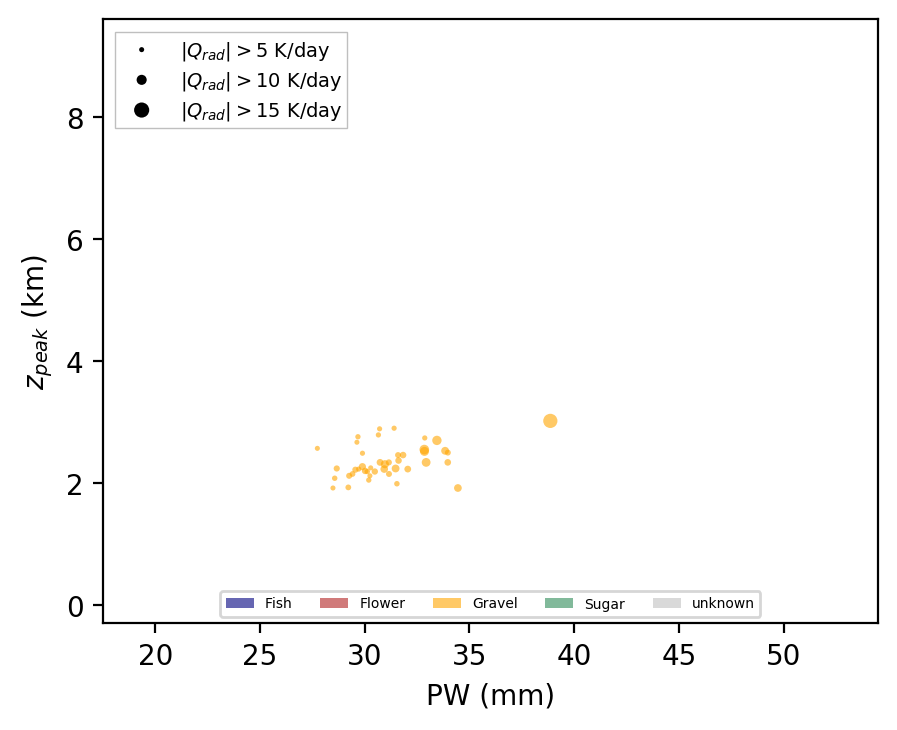 |Q_rad| > 5 K/day
|Q_rad| > 10 K/day
|Q_rad| > 15 K/day
8
6
4
2
0
z_peak (km)
Fish Flower Gravel Sugar unknown
20 25 30 35 40 45 50
PW (mm)